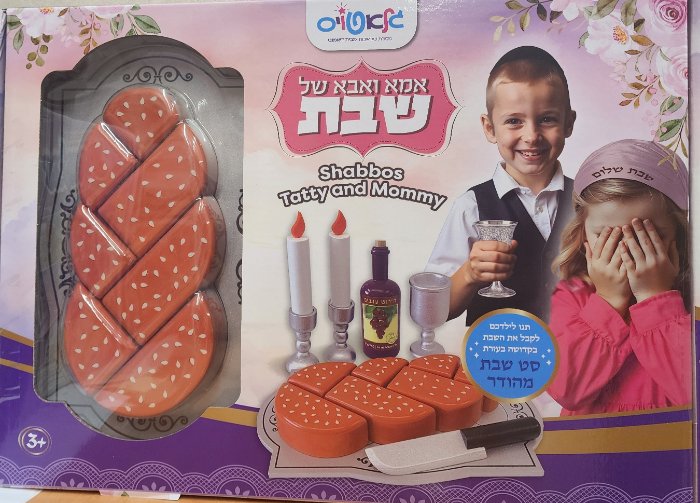 גלאטויס
אמא ואבא של
שבת
Shabbos
Tatty and Mommy
שבת שלום
תנו לילדכם
לקבל את השבת
בקדושה בעזרת
סט שבת
מהודר
3+